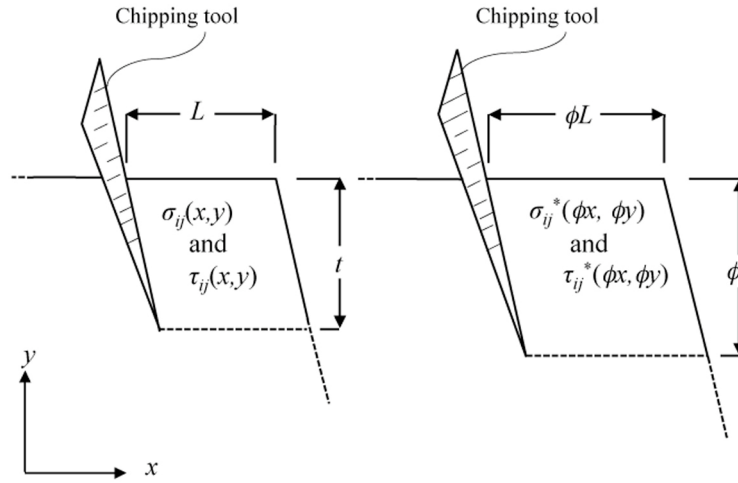 Chipping tool
L
σij(x,y)
and
τij(x,y)
t
y
x
Chipping tool
ϕL
σij*(ϕx, ϕy)
and
τij*(ϕx, ϕy)
ϕ